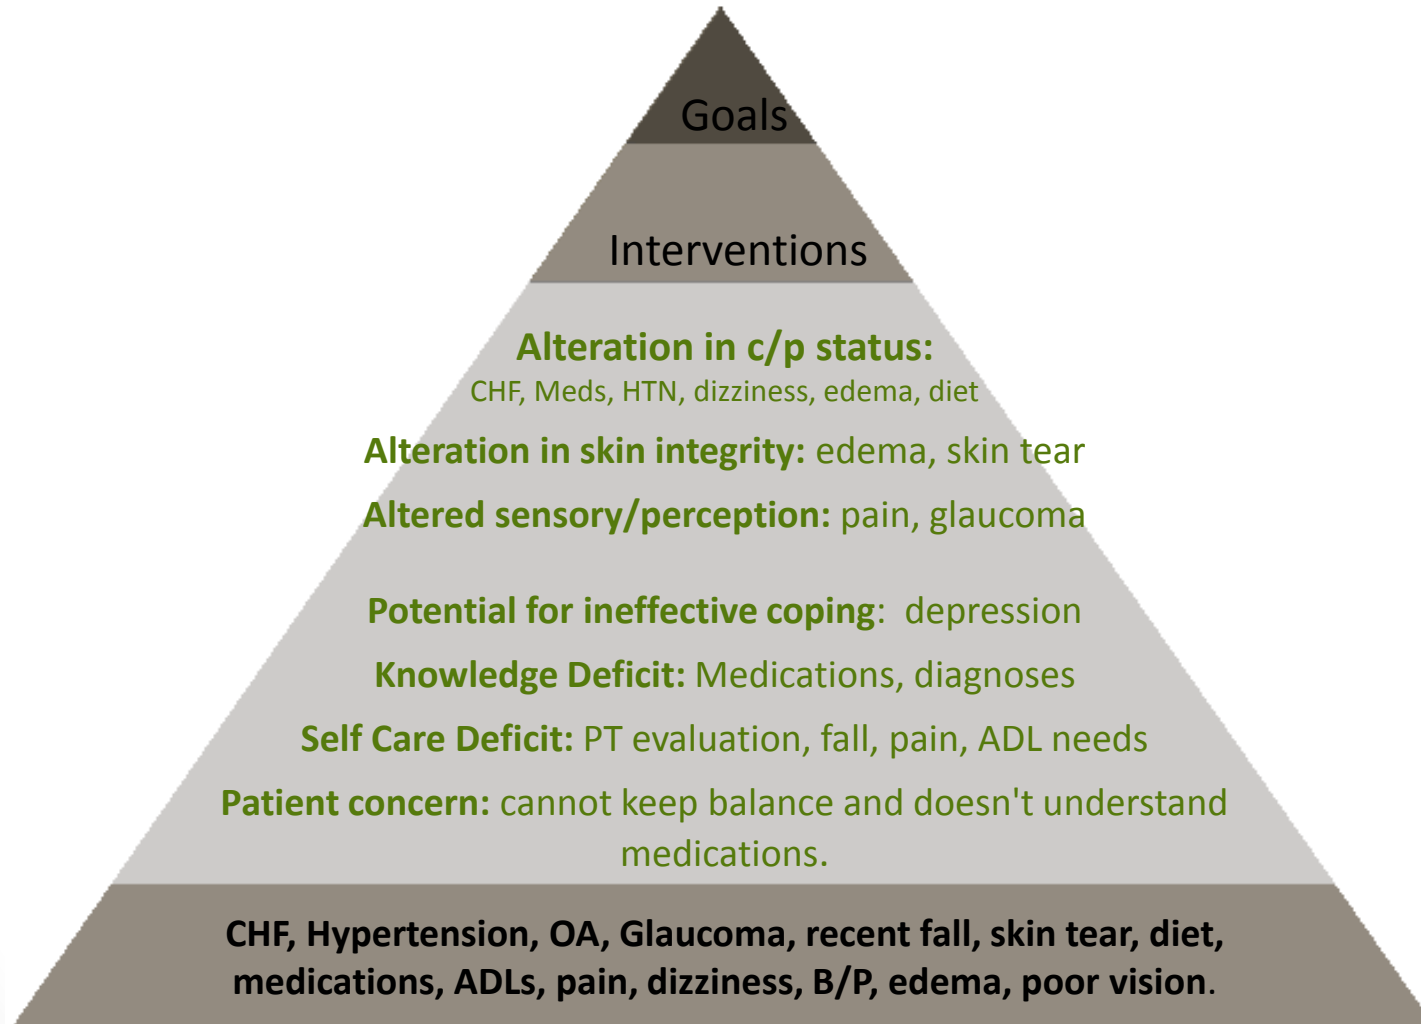 Goals
Interventions
Alteration in c/p status:
CHF, Meds, HTN, dizziness, edema, diet
Alteration in skin integrity: edema, skin tear
Altered sensory/perception: pain, glaucoma
Potential for ineffective coping:  depression
Knowledge Deficit: Medications, diagnoses
Self Care Deficit: PT evaluation, fall, pain, ADL needs
Patient concern: cannot keep balance and doesn't understand
medications.
CHF, Hypertension, OA, Glaucoma, recent fall, skin tear, diet,
medications, ADLs, pain, dizziness, B/P, edema, poor vision.